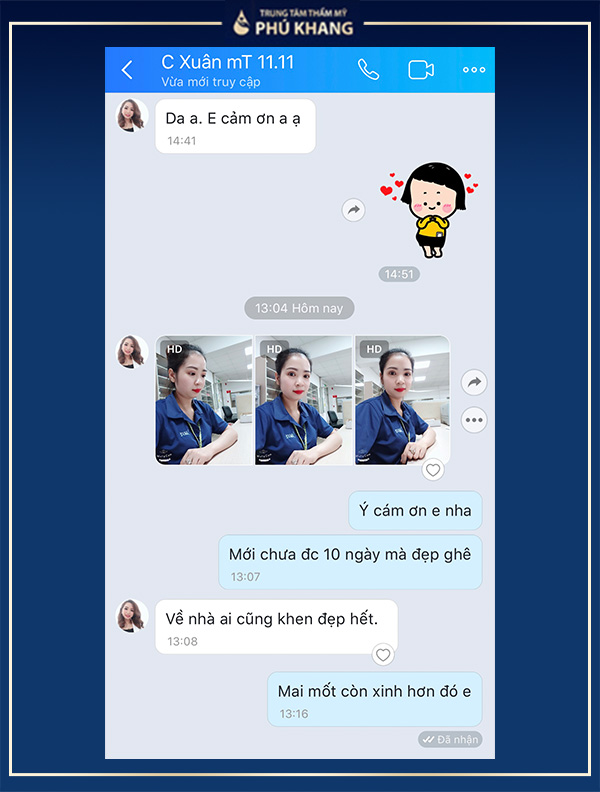 TRUNG TÂM THẨM MỸ
PHÚ KHANG
C Xuân mT 11.11
Vừa mới truy cập
Da a. E cảm ơn a ạ
14:41
14:51
13:04 Hôm nay
HD
HD
HD
Ý cám ơn e nha
Mới chưa đc 10 ngày mà đẹp ghê
13:07
Về nhà ai cũng khen đẹp hết.
13:08
Mai mốt còn xinh hơn đó e
13:16
Đã nhận